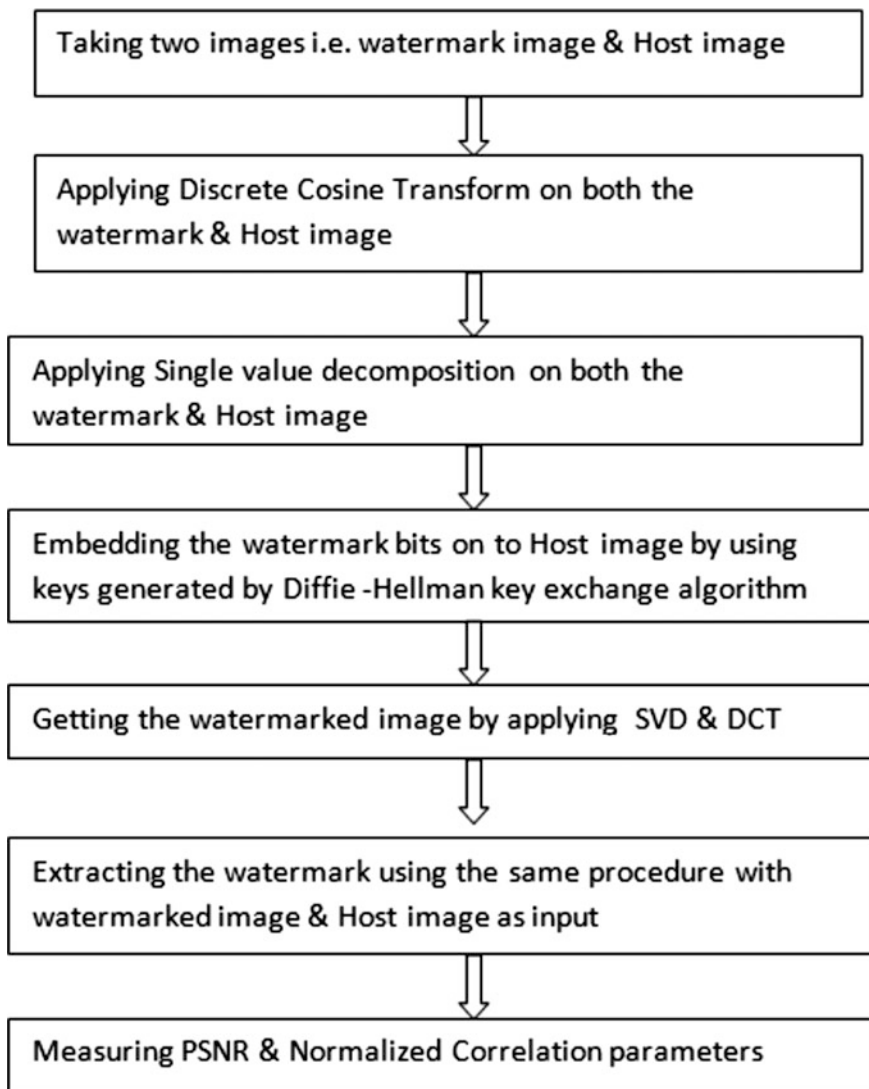 Taking two images i.e. watermark image & Host image
Applying Discrete Cosine Transform on both the
watermark & Host image
Applying Single value decomposition on both the
watermark & Host image
Embedding the watermark bits on to Host image by using
keys generated by Diffie -Hellman key exchange algorithm
Getting the watermarked image by applying SVD & DCT
Extracting the watermark using the same procedure with
watermarked image & Host image as input
Measuring PSNR & Normalized Correlation parameters